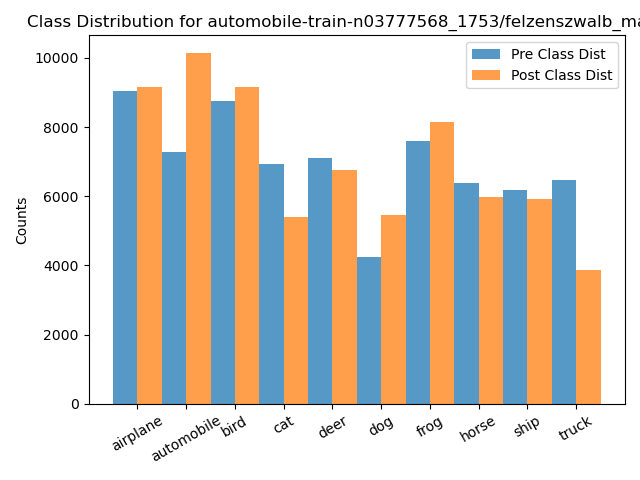 Class Distribution for automobile-train-n03777568_1753/felzenszwalb_ma
Pre Class Dist
Post Class Dist
Counts
10000
8000
6000
4000
2000
0
airplane
automobile
bird
cat
deer
dog
frog
horse
ship
truck